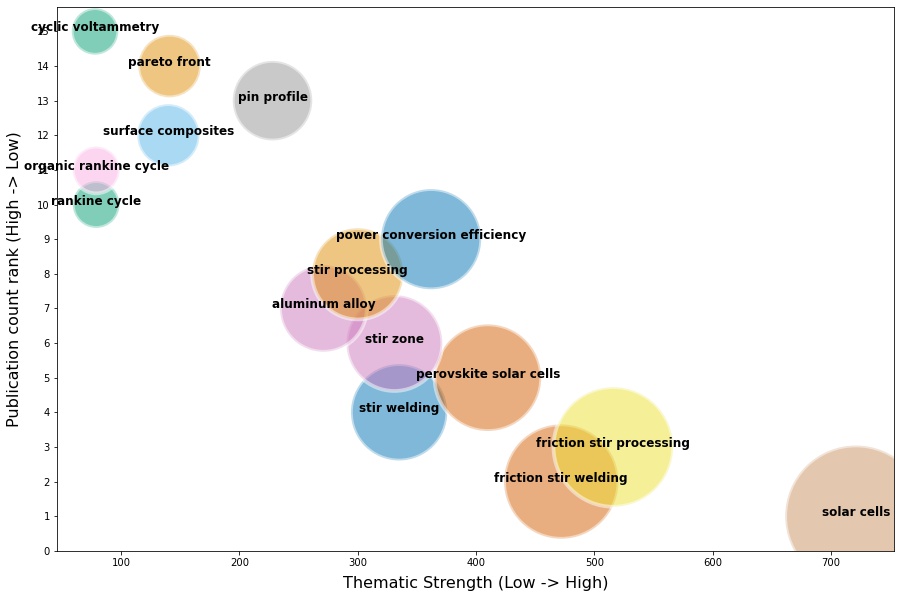 cyclic voltammetry
15
pareto front
14
pin profile
13
surface composites
12
organic rankine cycle
11
rankine cycle
10
power conversion efficiency
9
stir processing
8
aluminum alloy
7
stir zone
6
perovskite solar cells
5
stir welding
4
friction stir processing
3
friction stir welding
2
solar cells
1
0
Publication count rank (High -> Low)
100 200 300 400 500 600 700
Thematic Strength (Low -> High)